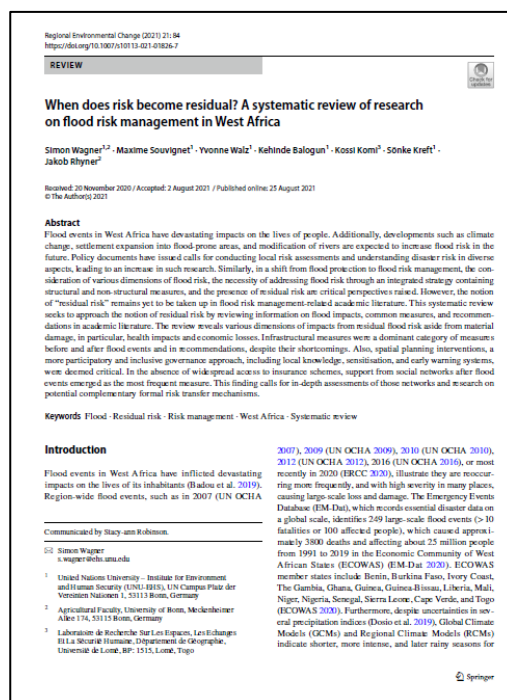 Regional Environmental Change (2021) 21: 84
https://doi.org/10.1007/s10113-021-01826-7
REVIEW
Check for
updates
When does risk become residual? A systematic review of research
on flood risk management in West Africa
Simon Wagner1,2 · Maxime Souvignet1 · Yvonne Walz1 · Kehinde Balogun1 · Kossi Komi3 · Sönke Kreft1 ·
Jakob Rhyner2
Received: 20 November 2020 / Accepted: 2 August 2021 / Published online: 25 August 2021
© The Author(s) 2021
Abstract
Flood events in West Africa have devastating impacts on the lives of people. Additionally, developments such as climate
change, settlement expansion into flood-prone areas, and modification of rivers are expected to increase flood risk in the
future. Policy documents have issued calls for conducting local risk assessments and understanding disaster risk in diverse
aspects, leading to an increase in such research. Similarly, in a shift from flood protection to flood risk management, the con-
sideration of various dimensions of flood risk, the necessity of addressing flood risk through an integrated strategy containing
structural and non-structural measures, and the presence of residual risk are critical perspectives raised. However, the notion
of "residual risk" remains yet to be taken up in flood risk management-related academic literature. This systematic review
seeks to approach the notion of residual risk by reviewing information on flood impacts, common measures, and recommen-
dations in academic literature. The review reveals various dimensions of impacts from residual flood risk aside from material
damage, in particular, health impacts and economic losses. Infrastructural measures were a dominant category of measures
before and after flood events and in recommendations, despite their shortcomings. Also, spatial planning interventions, a
more participatory and inclusive governance approach, including local knowledge, sensitisation, and early warning systems,
were deemed critical. In the absence of widespread access to insurance schemes, support from social networks after flood
events emerged as the most frequent measure. This finding calls for in-depth assessments of those networks and research on
potential complementary formal risk transfer mechanisms.
Keywords Flood · Residual risk · Risk management · West Africa · Systematic review
Introduction
Flood events in West Africa have inflicted devastating
impacts on the lives of its inhabitants (Badou et al. 2019).
Region-wide flood events, such as in 2007 (UN OCHA
Communicated by Stacy-ann Robinson.
Simon Wagner
s.wagner@ehs.unu.edu
1 United Nations University – Institute for Environment
and Human Security (UNU-EHS), UN Campus Platz der
Vereinten Nationen 1, 53113 Bonn, Germany
2 Agricultural Faculty, University of Bonn, Meckenheimer
Allee 174, 53115 Bonn, Germany
3 Laboratoire de Recherche Sur Les Espaces, Les Echanges
Et La Sécurité Humaine, Département de Géographie,
Université de Lomé, BP: 1515, Lomé, Togo
2007), 2009 (UN OCHA 2009), 2010 (UN OCHA 2010),
2012 (UN OCHA 2012), 2016 (UN OCHA 2016), or most
recently in 2020 (ERCC 2020), illustrate they are reoccur-
ring more frequently, and with high severity in many places,
causing large-scale loss and damage. The Emergency Events
Database (EM-Dat), which records essential disaster data on
a global scale, identifies 249 large-scale flood events (> 10
fatalities or 100 affected people), which caused approxi-
mately 3800 deaths and affecting about 25 million people
from 1991 to 2019 in the Economic Community of West
African States (ECOWAS) (EM-Dat 2020). ECOWAS
member states include Benin, Burkina Faso, Ivory Coast,
The Gambia, Ghana, Guinea, Guinea-Bissau, Liberia, Mali,
Niger, Nigeria, Senegal, Sierra Leone, Cape Verde, and Togo
(ECOWAS 2020). Furthermore, despite uncertainties in sev-
eral precipitation indices (Dosio et al. 2019), Global Climate
Models (GCMs) and Regional Climate Models (RCMs)
indicate shorter, more intense, and later rainy seasons for
Springer